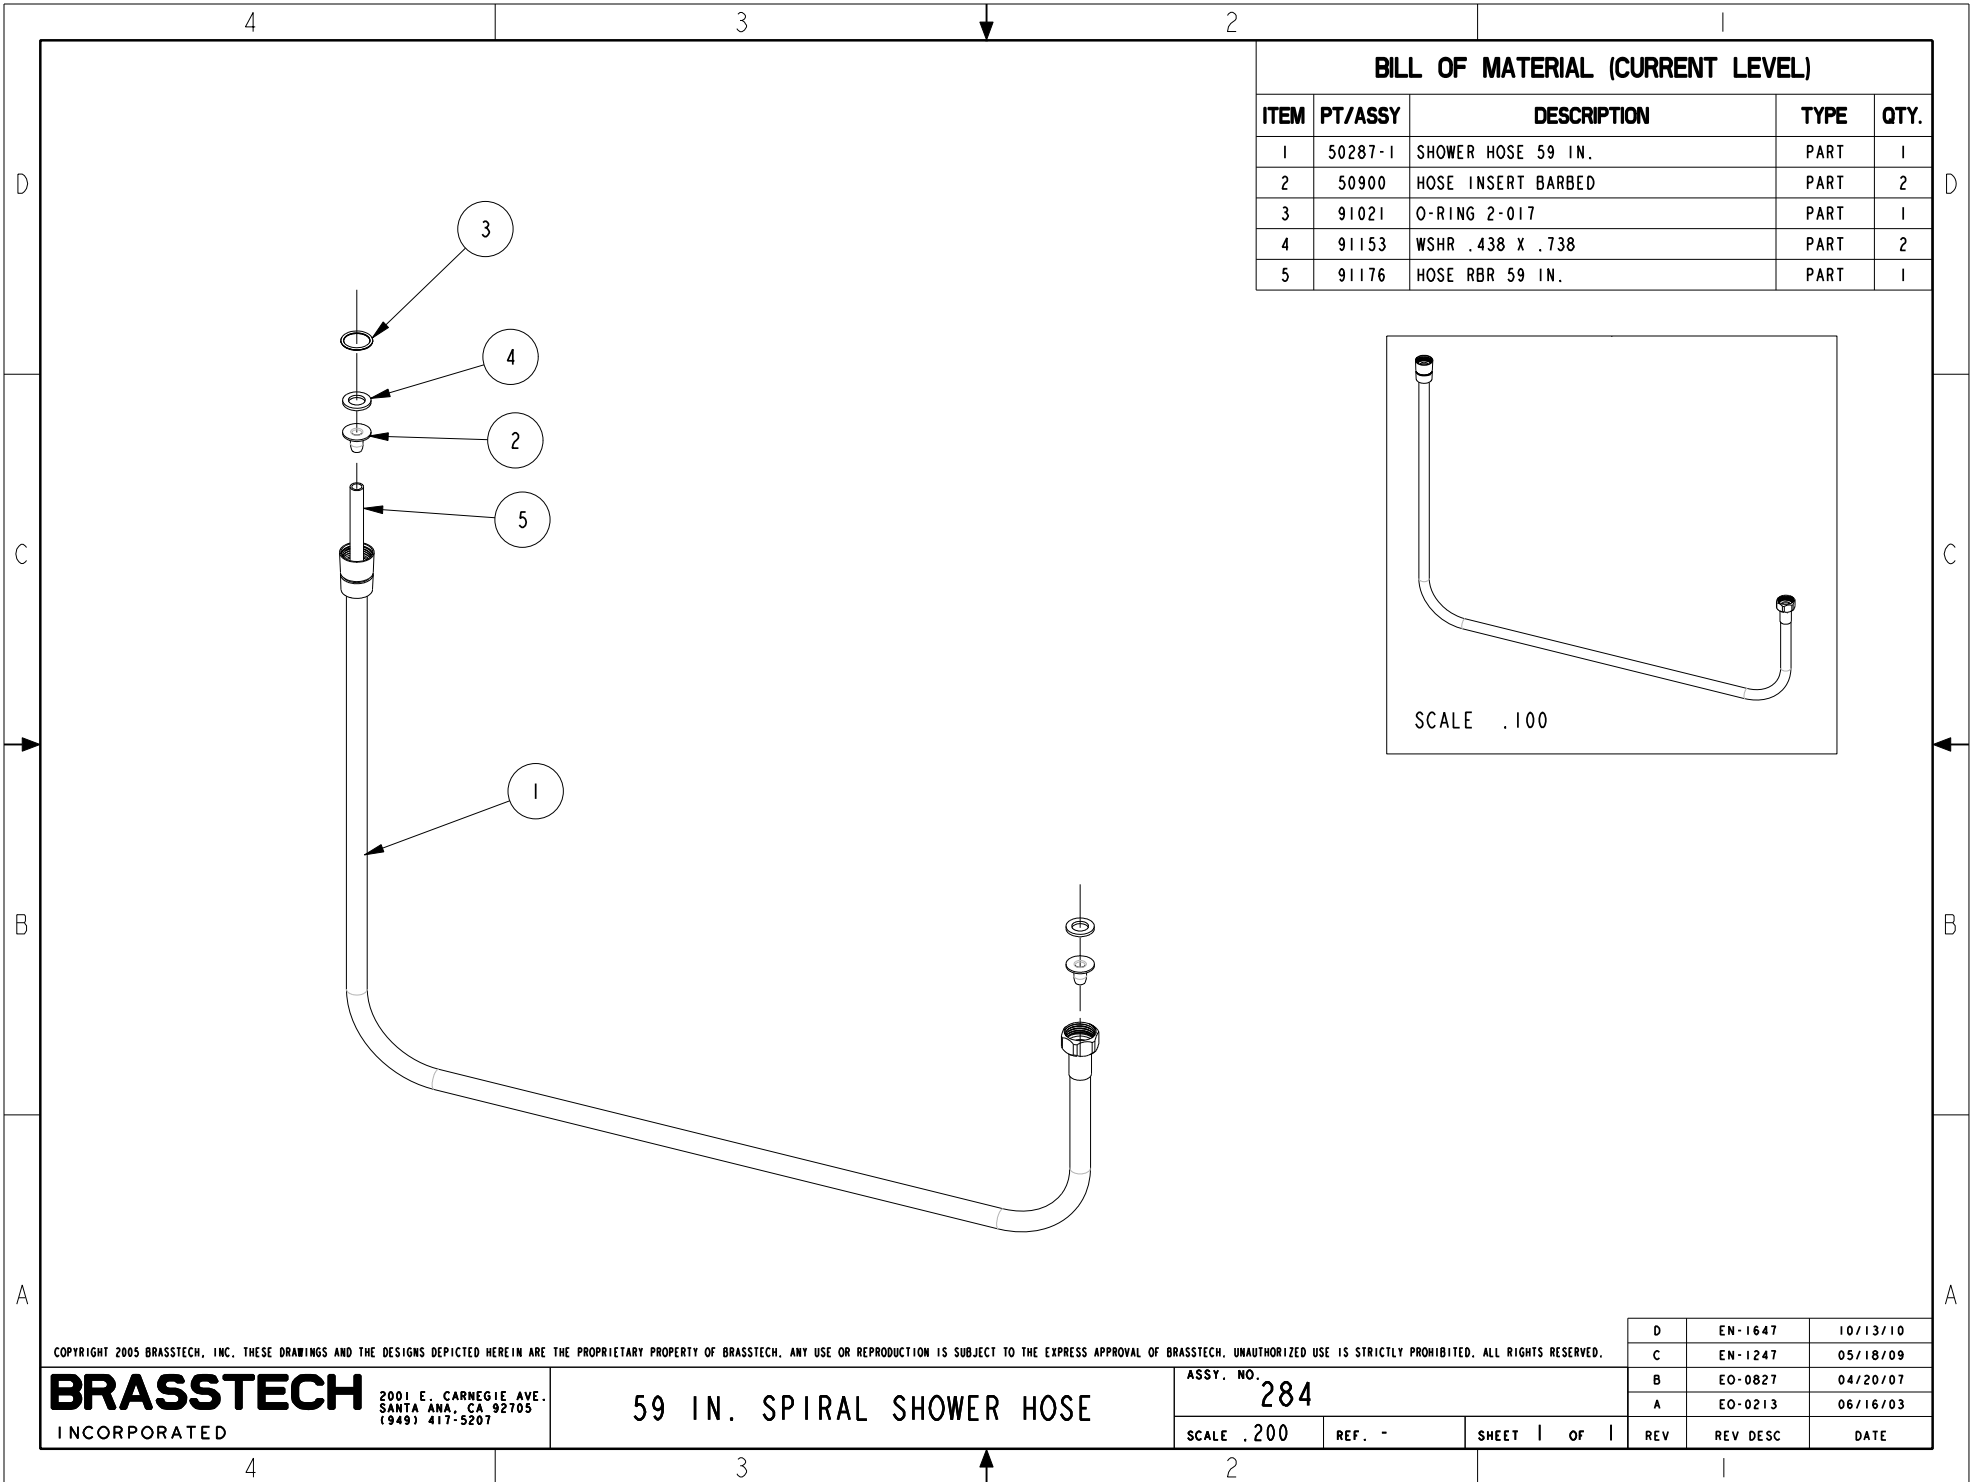 4 3 2 1
BILL OF MATERIAL (CURRENT LEVEL)
ITEM PT/ASSY DESCRIPTION TYPE QTY.
1 50287-1 SHOWER HOSE 59 IN. PART 1
2 50900 HOSE INSERT BARBED PART 2
3 91021 O-RING 2-017 PART 1
4 91153 WSHR .438 X .738 PART 2
5 91176 HOSE RBR 59 IN. PART 1
D D
3
4
2
5
C C
SCALE .100
1
B B
A A
COPYRIGHT 2005 BRASSTECH, INC. THESE DRAWINGS AND THE DESIGNS DEPICTED HEREIN ARE THE PROPRIETARY PROPERTY OF BRASSTECH. ANY USE OR REPRODUCTION IS SUBJECT TO THE EXPRESS APPROVAL OF BRASSTECH. UNAUTHORIZED USE IS STRICTLY PROHIBITED. ALL RIGHTS RESERVED.
BRASSTECH
INCORPORATED
2001 E. CARNEGIE AVE.
SANTA ANA, CA 92705
(949) 417-5207
59 IN. SPIRAL SHOWER HOSE
ASSY. NO. 284
SCALE .200 REF. - SHEET 1 OF 1
D EN-1647 10/13/10
C EN-1247 05/18/09
B EO-0827 04/20/07
A EO-0213 06/16/03
REV REV DESC DATE
4 3 2 1